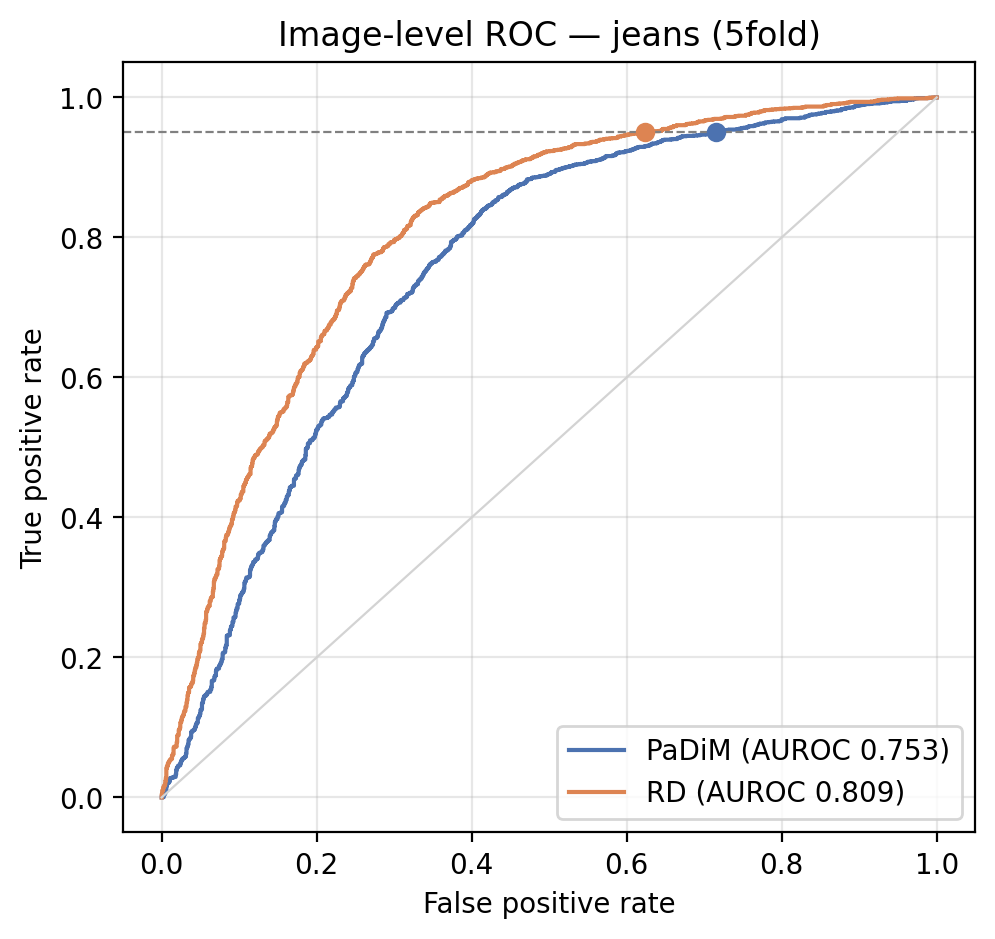 Image-level ROC — jeans (5fold)
1.0
0.8
0.6
0.4
0.2
0.0
True positive rate
PaDiM (AUROC 0.753)
RD (AUROC 0.809)
0.0 0.2 0.4 0.6 0.8 1.0
False positive rate